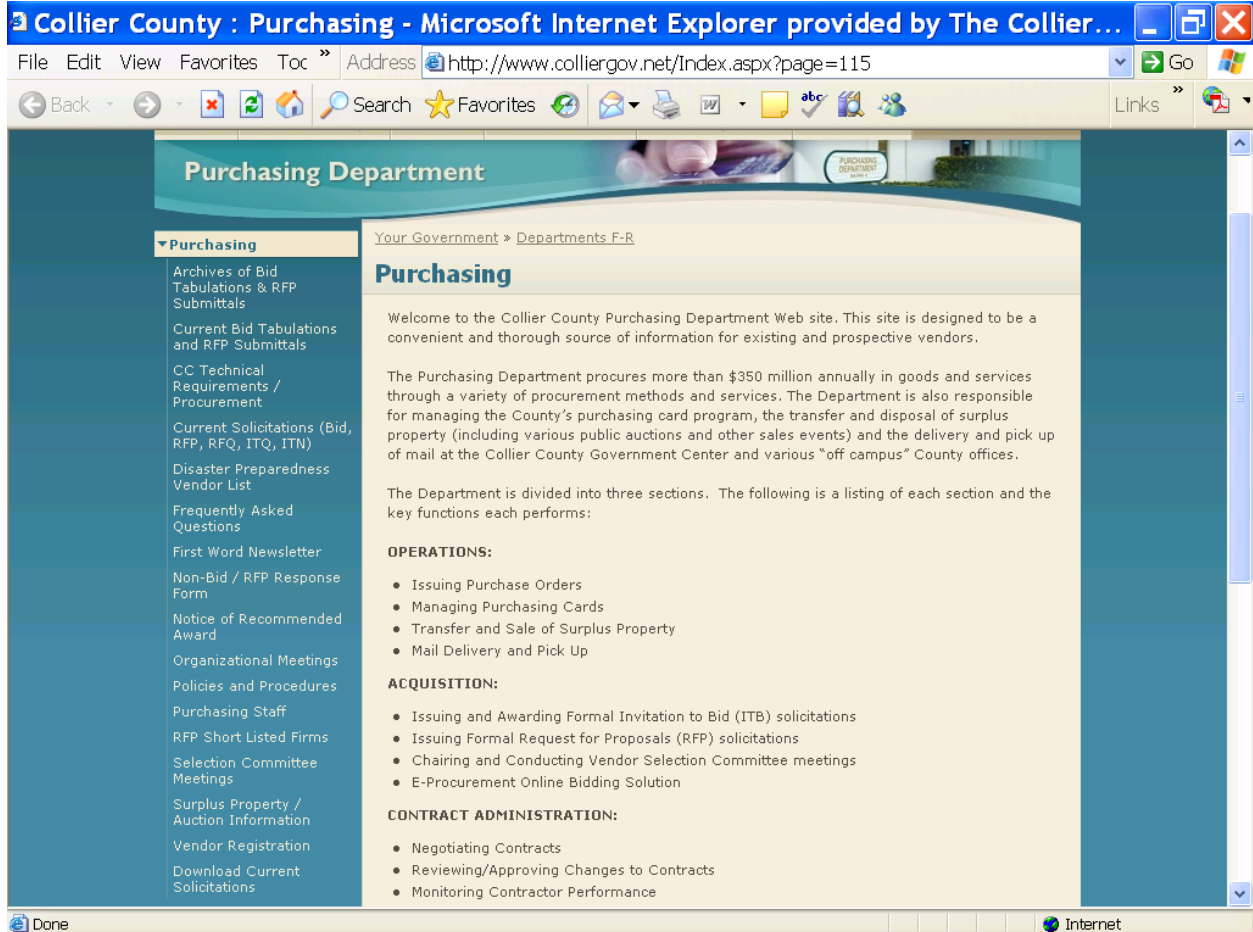 Collier County : Purchasing - Microsoft Internet Explorer provided by The Collier...
File Edit View Favorites Toc » Address http://www.colliergov.net/Index.aspx?page=115 Go
Back Search Favorites Links »
Purchasing Department
PURCHASING
DEPARTMENT
Purchasing
Archives of Bid
Tabulations & RFP
Submittals
Current Bid Tabulations
and RFP Submittals
CC Technical
Requirements /
Procurement
Current Solicitations (Bid,
RFP, RFQ, ITQ, ITN)
Disaster Preparedness
Vendor List
Frequently Asked
Questions
First Word Newsletter
Non-Bid / RFP Response
Form
Notice of Recommended
Award
Organizational Meetings
Policies and Procedures
Purchasing Staff
RFP Short Listed Firms
Selection Committee
Meetings
Surplus Property /
Auction Information
Vendor Registration
Download Current
Solicitations
Your Government » Departments F-R
Purchasing
Welcome to the Collier County Purchasing Department Web site. This site is designed to be a
convenient and thorough source of information for existing and prospective vendors.
The Purchasing Department procures more than $350 million annually in goods and services
through a variety of procurement methods and services. The Department is also responsible
for managing the County's purchasing card program, the transfer and disposal of surplus
property (including various public auctions and other sales events) and the delivery and pick up
of mail at the Collier County Government Center and various "off campus" County offices.
The Department is divided into three sections. The following is a listing of each section and the
key functions each performs:
OPERATIONS:
• Issuing Purchase Orders
• Managing Purchasing Cards
• Transfer and Sale of Surplus Property
• Mail Delivery and Pick Up
ACQUISITION:
• Issuing and Awarding Formal Invitation to Bid (ITB) solicitations
• Issuing Formal Request for Proposals (RFP) solicitations
• Chairing and Conducting Vendor Selection Committee meetings
• E-Procurement Online Bidding Solution
CONTRACT ADMINISTRATION:
• Negotiating Contracts
• Reviewing/Approving Changes to Contracts
• Monitoring Contractor Performance
Done Internet